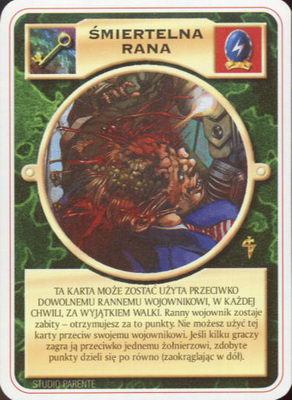 ŚMIERTELNA
RANA
TA KARTA MOŻE ZOSTAĆ UŻYTA PRZECIWKO
DOWOLNEMU RANNEMU WOJOWNIKOWI, W KAŻDEJ
CHWILI, ZA WYJĄTKIEM WALKI. Ranny wojownik zostaje
zabity – otrzymujesz za to punkty. Nie możesz użyć tej
karty przeciw swojemu wojownikowi. Jeśli kilku graczy
zagra ją przeciwko jednemu żołnierzowi, zdobyte
punkty dzieli się po równo (zaokrąglając w dół).
STUDIO PARENTE